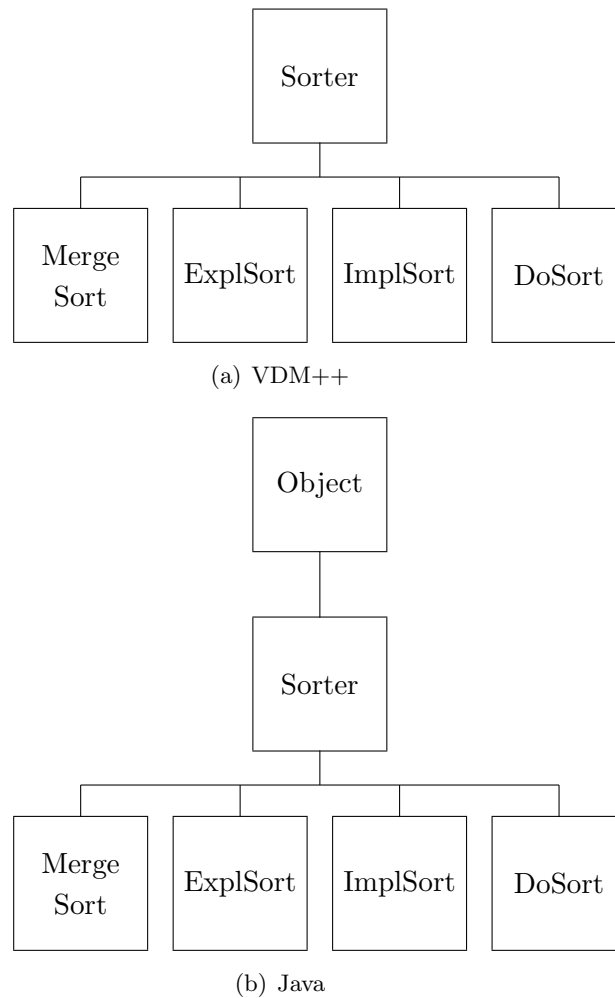 Sorter
Merge
Sort
ExplSort
ImplSort
DoSort
(a) VDM++
Object
Sorter
Merge
Sort
ExplSort
ImplSort
DoSort
(b) Java